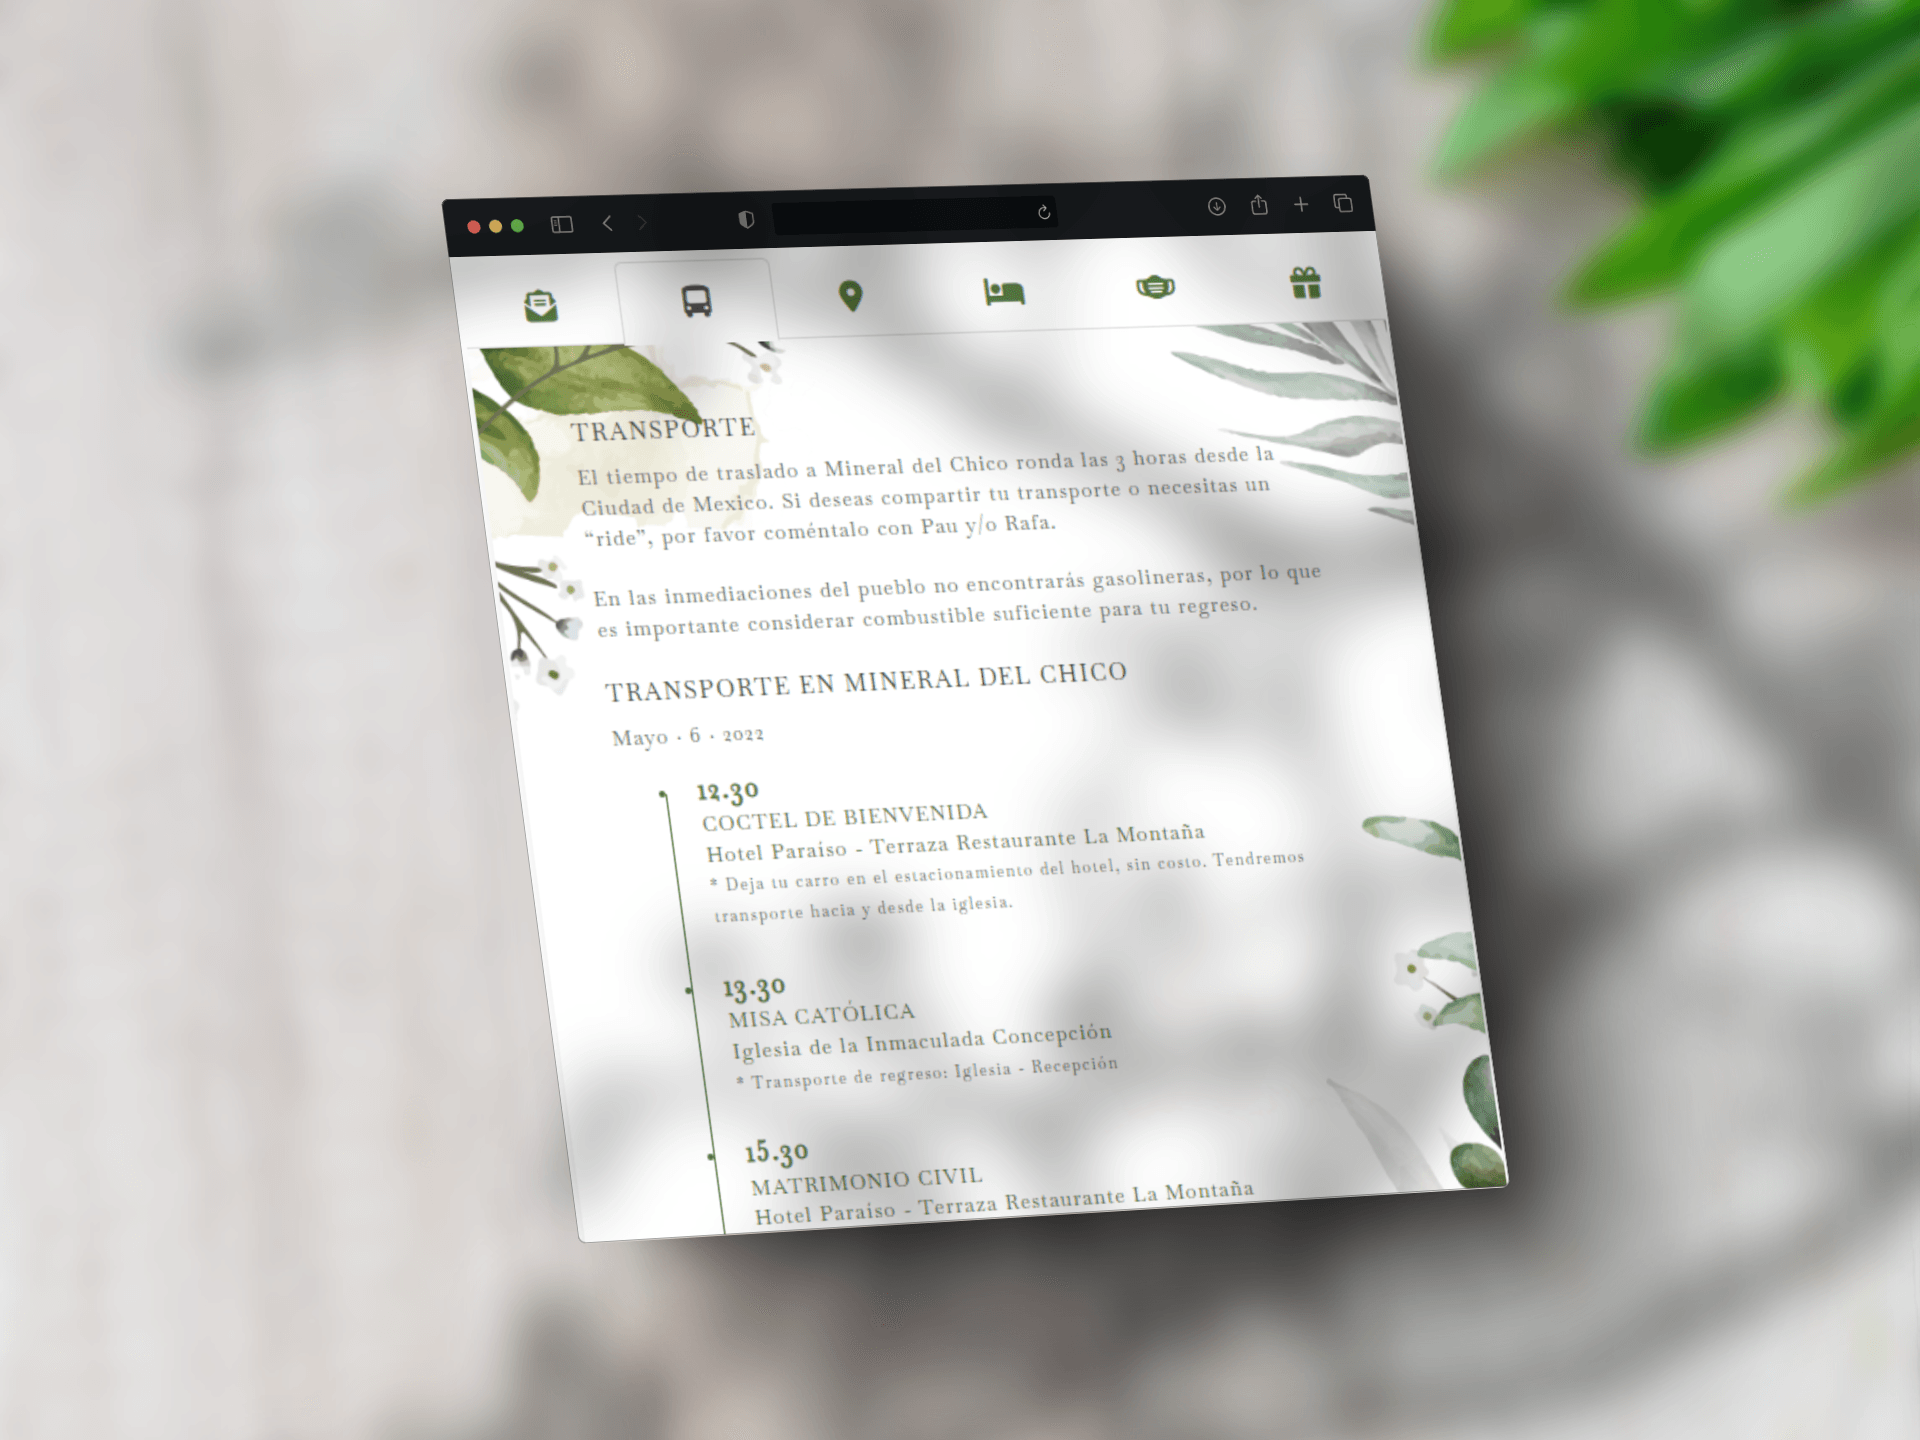 TRANSPORTE
El tiempo de traslado a Mineral del Chico ronda las 3 horas desde la
Ciudad de Mexico. Si deseas compartir tu transporte o necesitas un
“ride”, por favor coméntalo con Pau y/o Rafa.
En las inmediaciones del pueblo no encontrarás gasolineras, por lo que
es importante considerar combustible suficiente para tu regreso.
TRANSPORTE EN MINERAL DEL CHICO
Mayo · 6 · 2022
12.30
COCTEL DE BIENVENIDA
Hotel Paraíso - Terraza Restaurante La Montaña
* Deja tu carro en el estacionamiento del hotel, sin costo. Tendremos
transporte hacia y desde la iglesia.
13.30
MISA CATÓLICA
Iglesia de la Inmaculada Concepción
* Transporte de regreso: Iglesia - Recepción
15.30
MATRIMONIO CIVIL
Hotel Paraíso - Terraza Restaurante La Montaña